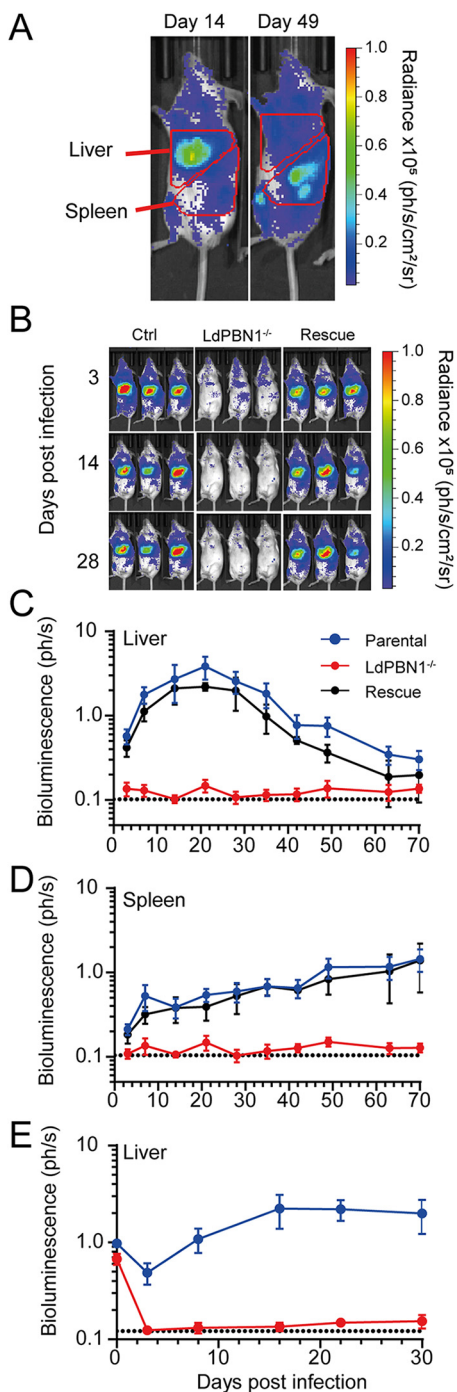 A
Day 14
Day 49
Liver
Spleen
1.0
0.8
0.6
0.4
0.2
Radiance x10⁵ (ph/s/cm²/sr)
B
Ctrl
LdPBN1⁻/⁻
Rescue
Days post infection
3
14
28
1.0
0.8
0.6
0.4
0.2
Radiance x10⁵ (ph/s/cm²/sr)
C
Liver
Parental
LdPBN1⁻/⁻
Rescue
Bioluminescence (ph/s)
10
1.0
0.1
0 10 20 30 40 50 60 70
D
Spleen
Bioluminescence (ph/s)
10
1.0
0.1
0 10 20 30 40 50 60 70
E
Liver
Bioluminescence (ph/s)
10
1.0
0.1
0 10 20 30
Days post infection